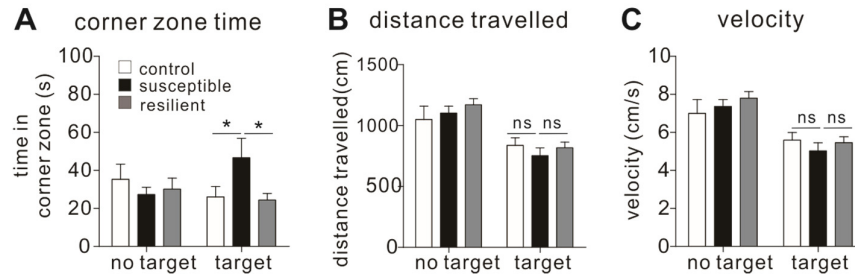 A corner zone time
time in
corner zone (s)
100
80
60
40
20
0
control
susceptible
resilient
* *
no target target
B distance travelled
distance travelled(cm)
1500
1000
500
0
ns ns
no target target
C velocity
velocity (cm/s)
10
8
6
4
2
0
ns ns
no target target